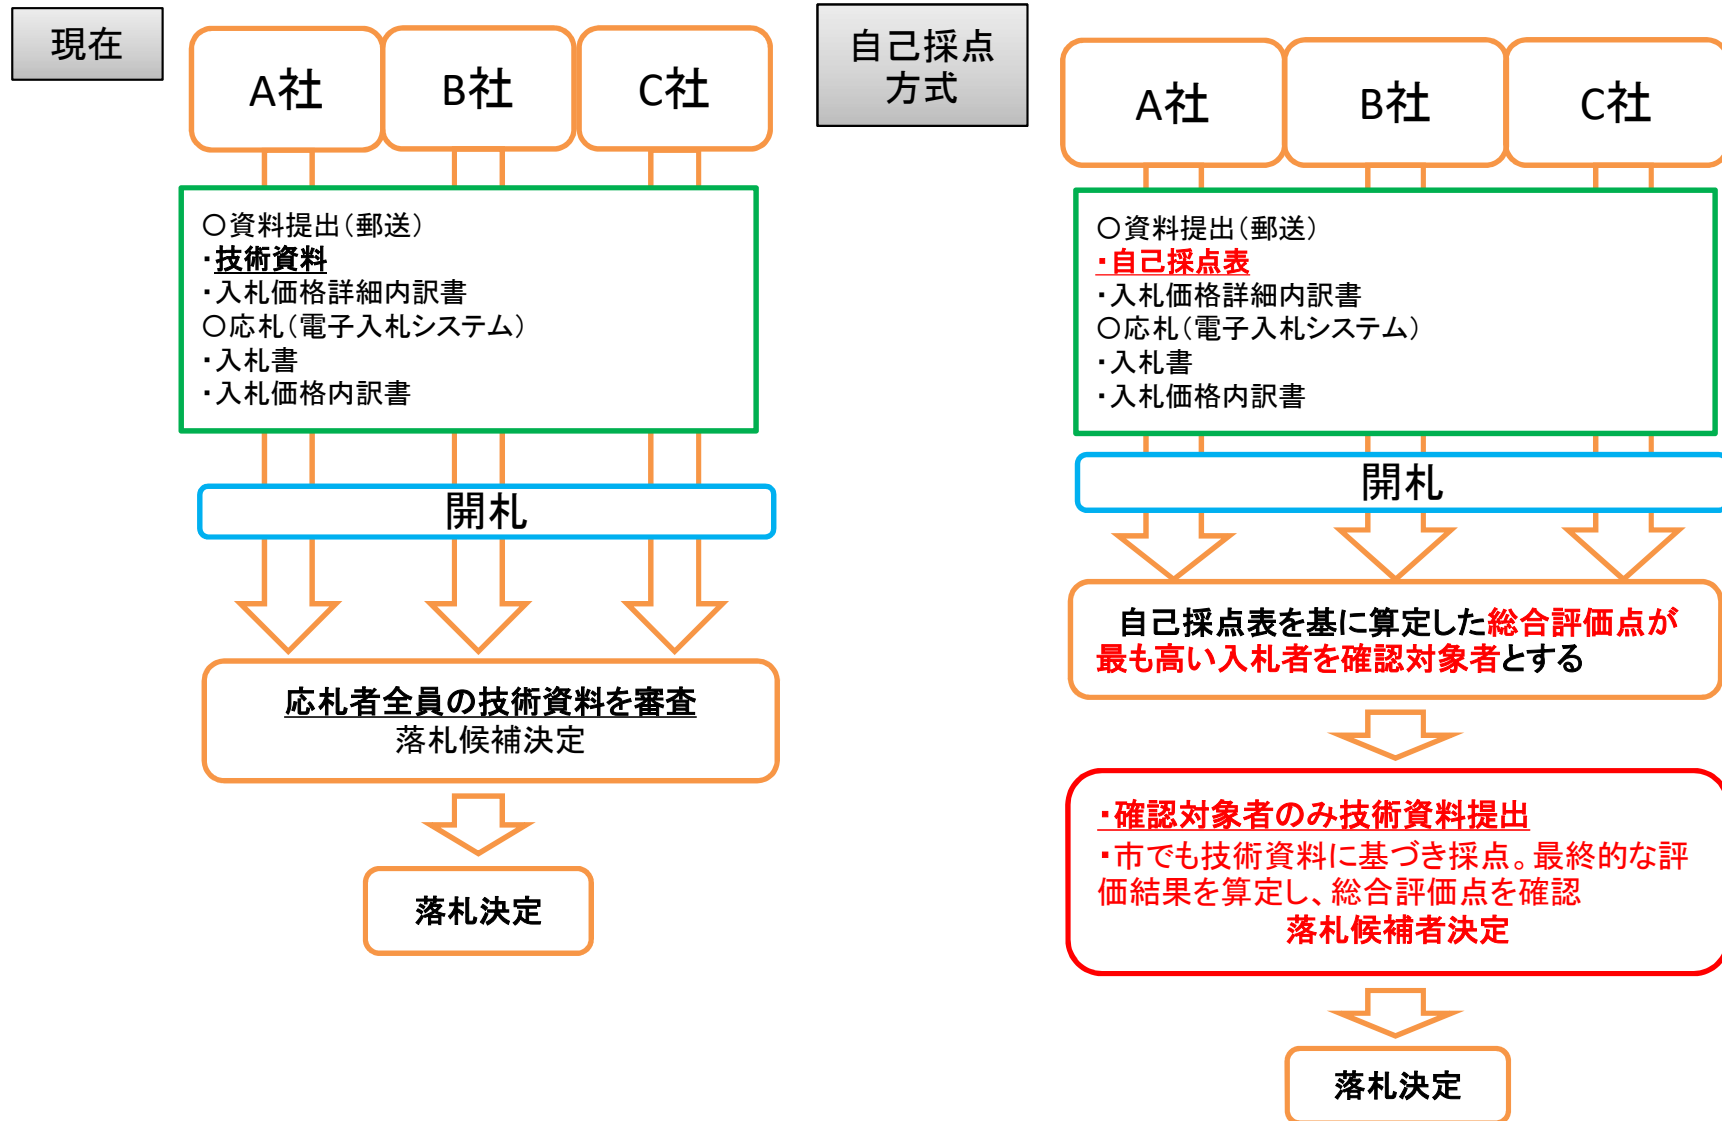 現在
A社
B社
C社
○資料提出(郵送)
・技術資料
・入札価格詳細内訳書
○応札(電子入札システム)
・入札書
・入札価格内訳書
開札
応札者全員の技術資料を審査
落札候補決定
落札決定
自己採点
方式
A社
B社
C社
○資料提出(郵送)
・自己採点表
・入札価格詳細内訳書
○応札(電子入札システム)
・入札書
・入札価格内訳書
開札
自己採点表を基に算定した総合評価点が
最も高い入札者を確認対象者とする
・確認対象者のみ技術資料提出
・市でも技術資料に基づき採点。最終的な評
価結果を算定し、総合評価点を確認
落札候補者決定
落札決定